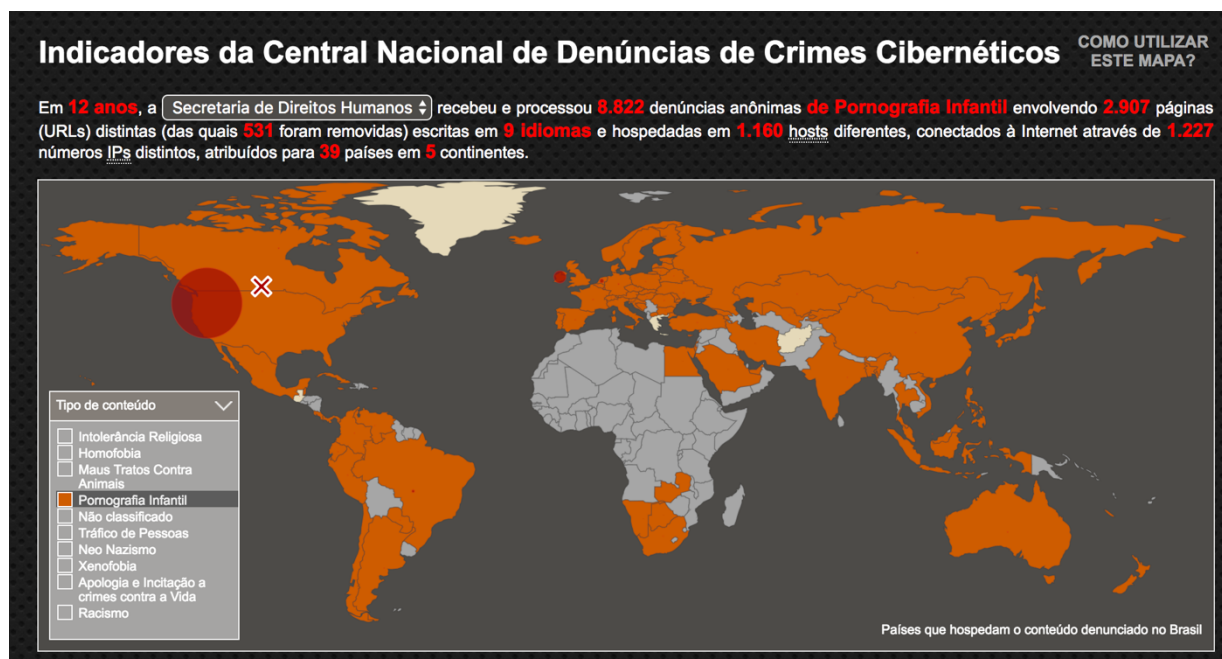 Indicadores da Central Nacional de Denúncias de Crimes Cibernéticos
COMO UTILIZAR
ESTE MAPA?
Em 12 anos, a Secretaria de Direitos Humanos recebeu e processou 8.822 denúncias anônimas de Pornografia Infantil envolvendo 2.907 páginas
(URLs) distintas (das quais 531 foram removidas) escritas em 9 idiomas e hospedadas em 1.160 hosts diferentes, conectados à Internet através de 1.227
números IPs distintos, atribuídos para 39 países em 5 continentes.
Tipo de conteúdo
Intolerância Religiosa
Homofobia
Maus Tratos Contra
Animais
Pornografia Infantil
Não classificado
Tráfico de Pessoas
Neo Nazismo
Xenofobia
Apologia e Incitação a
crimes contra a Vida
Racismo
Países que hospedam o conteúdo denunciado no Brasil